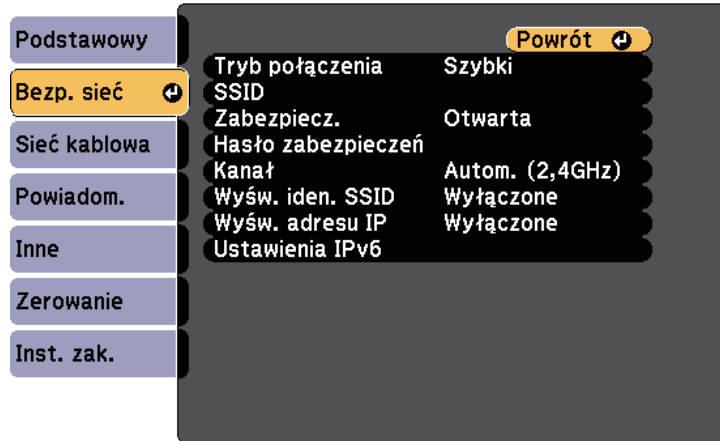 Podstawowy
Bezp. sieć
Sieć kablowa
Powiadom.
Inne
Zerowanie
Inst. zak.
Powrót
Tryb połączenia Szybki
SSID
Zabezpiecz. Otwarta
Hasło zabezpieczeń
Kanał Autom. (2,4GHz)
Wyśw. iden. SSID Wyłączone
Wyśw. adresu IP Wyłączone
Ustawienia IPv6